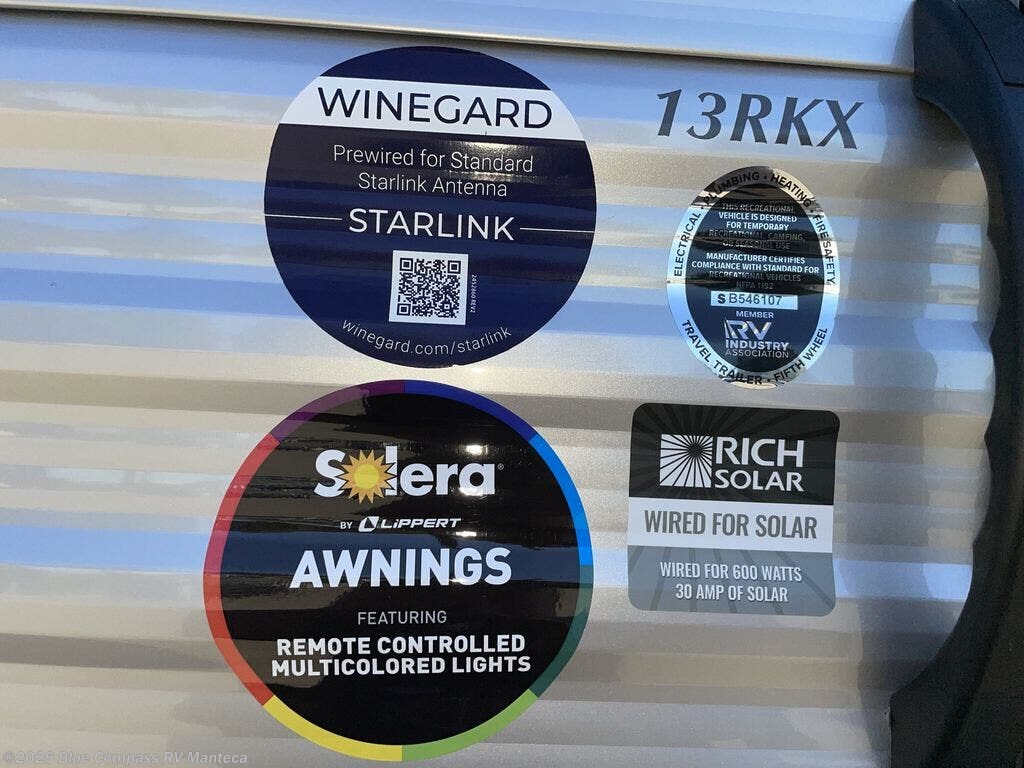 WINEGARD
Prewired for Standard
Starlink Antenna
STARLINK
2452860 REV2
winegard.com/starlink
13RKX
ELECTRICAL • PLUMBING • HEATING • FIRE/SAFETY
THIS RECREATIONAL
VEHICLE IS DESIGNED
FOR TEMPORARY
RECREATIONAL, CAMPING,
OR SEASONAL USE
MANUFACTURER CERTIFIES
COMPLIANCE WITH STANDARD FOR
RECREATIONAL VEHICLES
NFPA 1192
S B546107
MEMBER
RV
INDUSTRY
ASSOCIATION
TRAVEL TRAILER • FIFTH WHEEL
Solera®
BY LIPPERT
AWNINGS
FEATURING
REMOTE CONTROLLED
MULTICOLORED LIGHTS
RICH
SOLAR
WIRED FOR SOLAR
WIRED FOR 600 WATTS
30 AMP OF SOLAR
©2026 Blue Compass RV Manteca